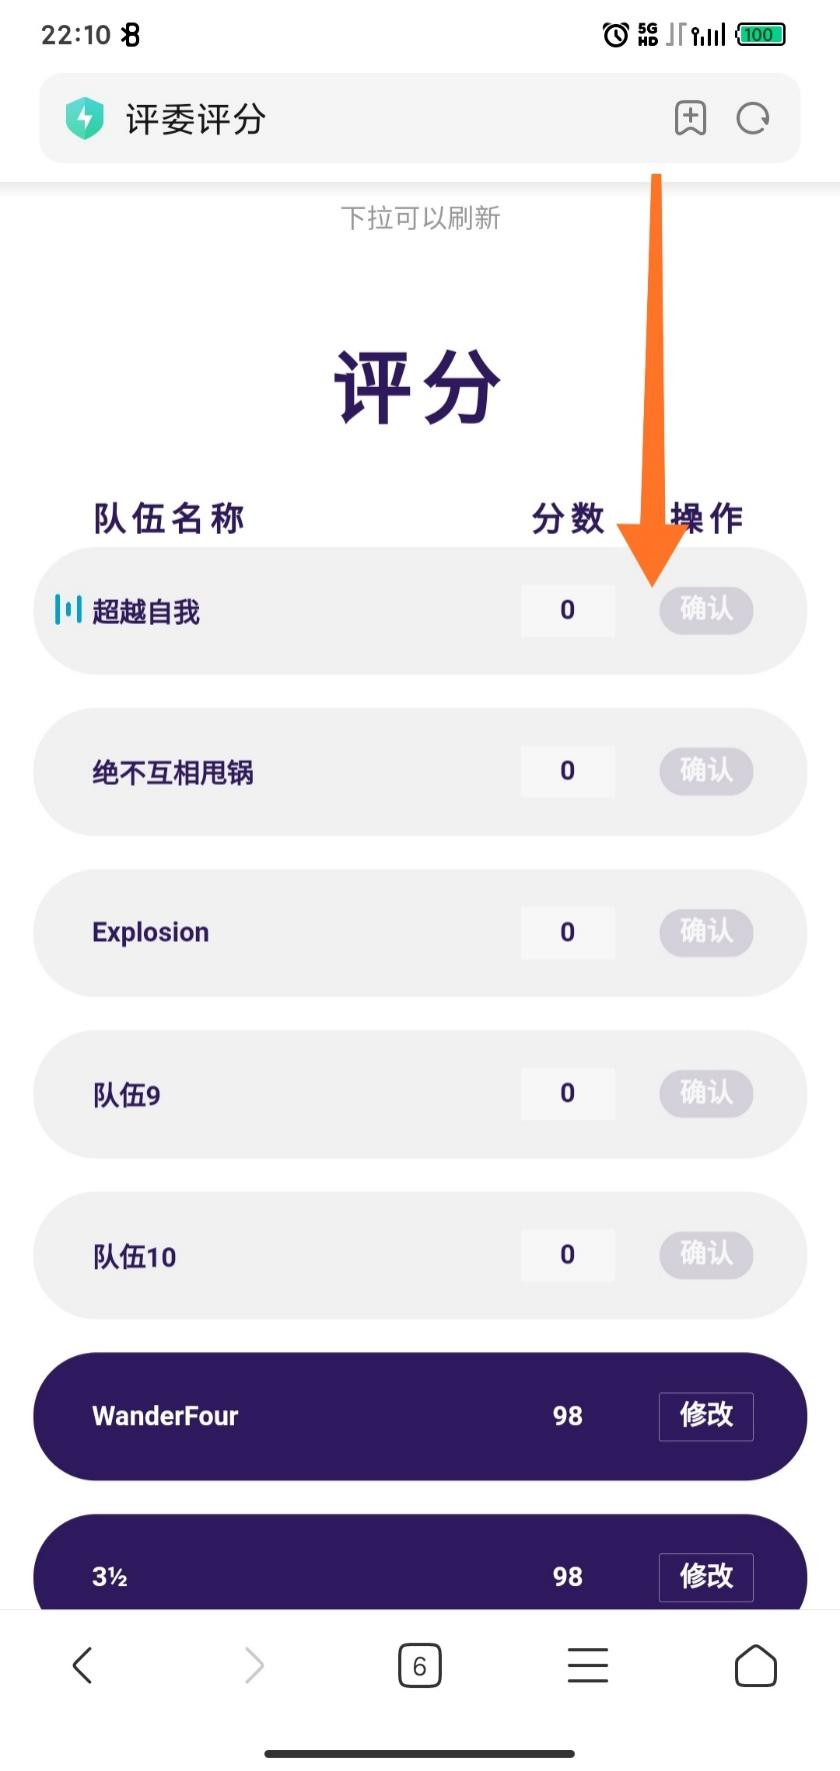 22:10 5G HD 100
评委评分
下拉可以刷新
评分
队伍名称 分数 操作
超越自我 0 确认
绝不互相甩锅 0 确认
Explosion 0 确认
队伍9 0 确认
队伍10 0 确认
WanderFour 98 修改
3½ 98 修改
6